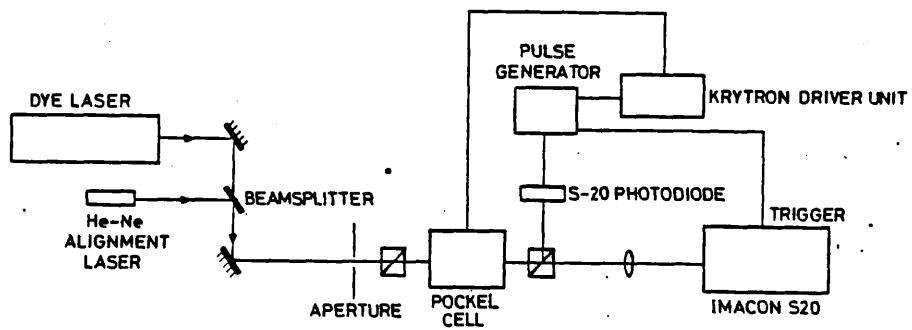 PULSE
GENERATOR
KRYTRON DRIVER UNIT
DYE LASER
S-20 PHOTODIODE
BEAMSPLITTER
He-Ne
ALIGNMENT
LASER
TRIGGER
APERTURE
POCKEL
CELL
IMACON S20